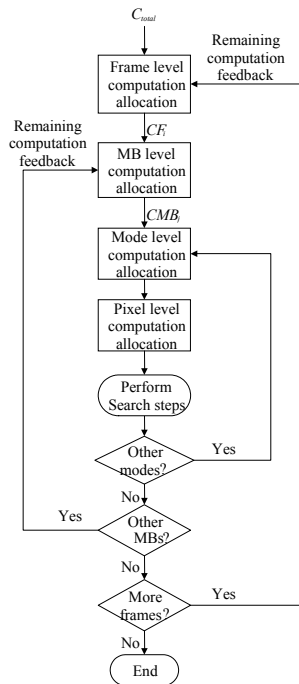 C_total
Remaining
computation
feedback
Frame level
computation
allocation
CF_i
Remaining
computation
feedback
MB level
computation
allocation
CMB_j
Mode level
computation
allocation
Pixel level
computation
allocation
Perform
Search steps
Other
modes?
Yes
No
Yes
Other
MBs?
No
More
frames?
Yes
No
End